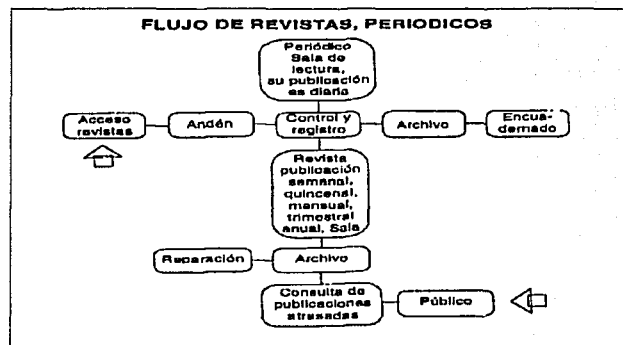 FLUJO DE REVISTAS, PERIODICOS
Periódico
Sala de
lectura,
su publicación
es diaria
Acceso
revistas
Andén
Control y
registro
Archivo
Encua-
dernado
Revista
publicación
semanal,
quincenal,
mensual,
trimestral
anual, Sala
Reparación
Archivo
Consulta de
publicaciones
atrasadas
Público